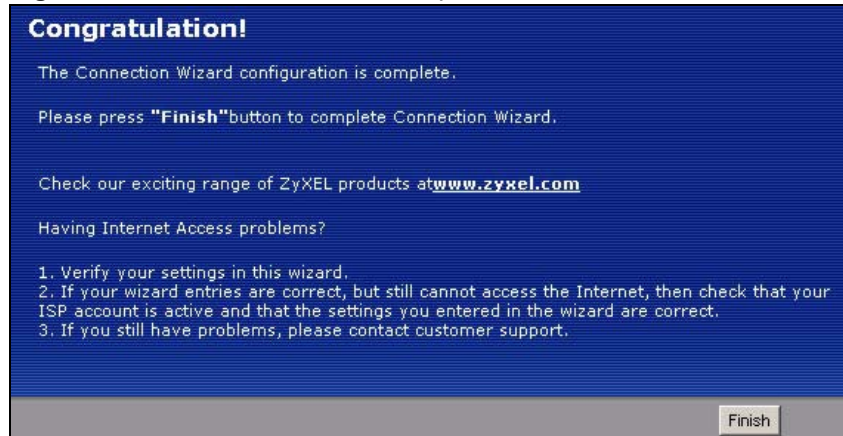 Congratulation!
The Connection Wizard configuration is complete.
Please press "Finish"button to complete Connection Wizard.
Check our exciting range of ZyXEL products atwww.zyxel.com
Having Internet Access problems?
1. Verify your settings in this wizard.
2. If your wizard entries are correct, but still cannot access the Internet, then check that your
ISP account is active and that the settings you entered in the wizard are correct.
3. If you still have problems, please contact customer support.
Finish